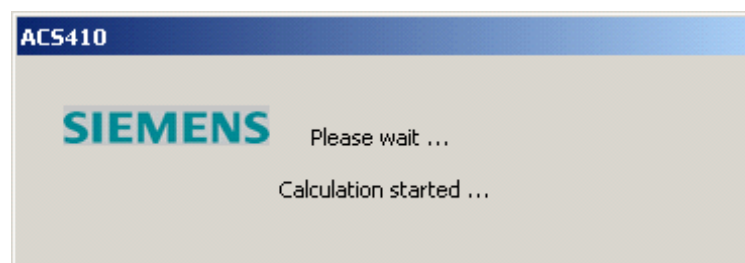 ACS410
SIEMENS
Please wait ...
Calculation started ...